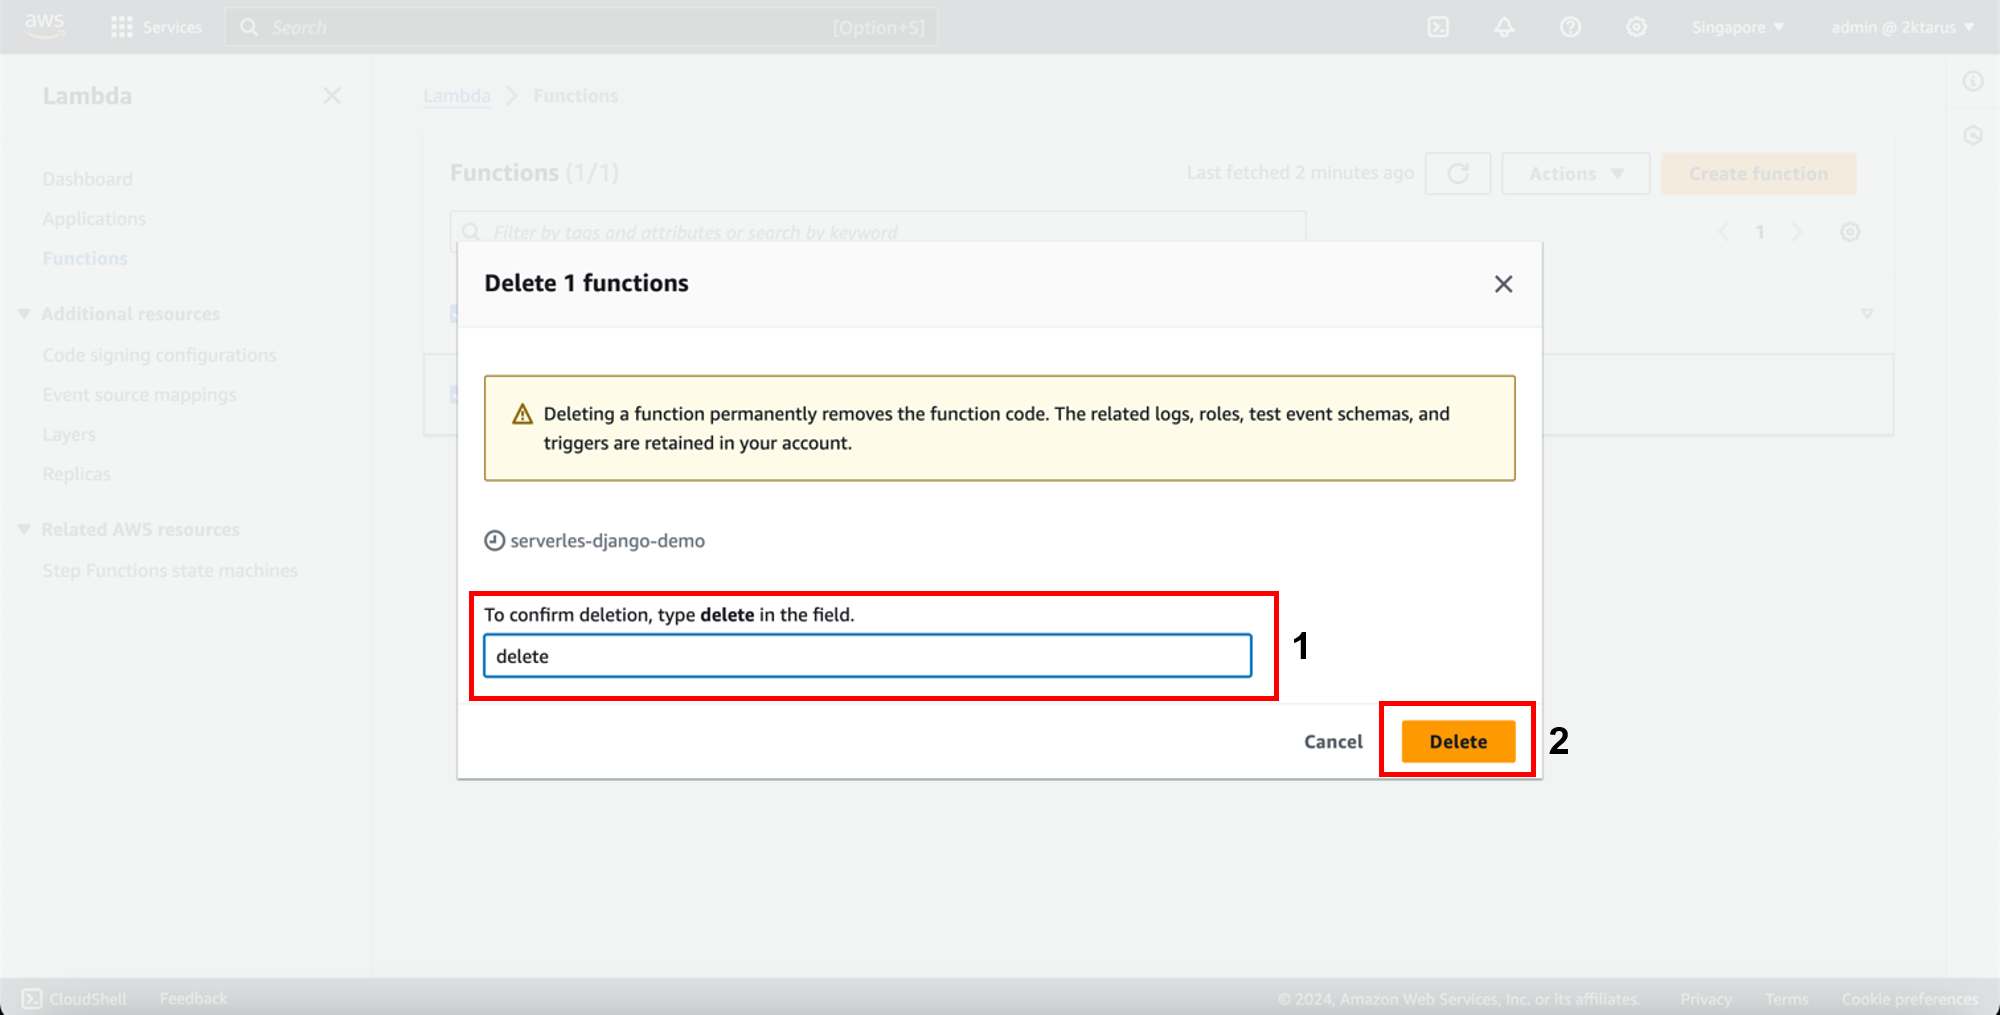 aws
Services
Search
[Option+S]
Singapore
admin @ 2ktarus
Lambda
Lambda
Functions
Dashboard
Applications
Functions
Additional resources
Code signing configurations
Event source mappings
Layers
Replicas
Related AWS resources
Step Functions state machines
Functions (1/1)
Last fetched 2 minutes ago
Actions
Create function
Filter by tags and attributes or search by keyword
1
Delete 1 functions
Deleting a function permanently removes the function code. The related logs, roles, test event schemas, and
triggers are retained in your account.
serverles-django-demo
To confirm deletion, type delete in the field.
delete
1
Cancel
Delete
2
CloudShell
Feedback
© 2024, Amazon Web Services, Inc. or its affiliates.
Privacy
Terms
Cookie preferences